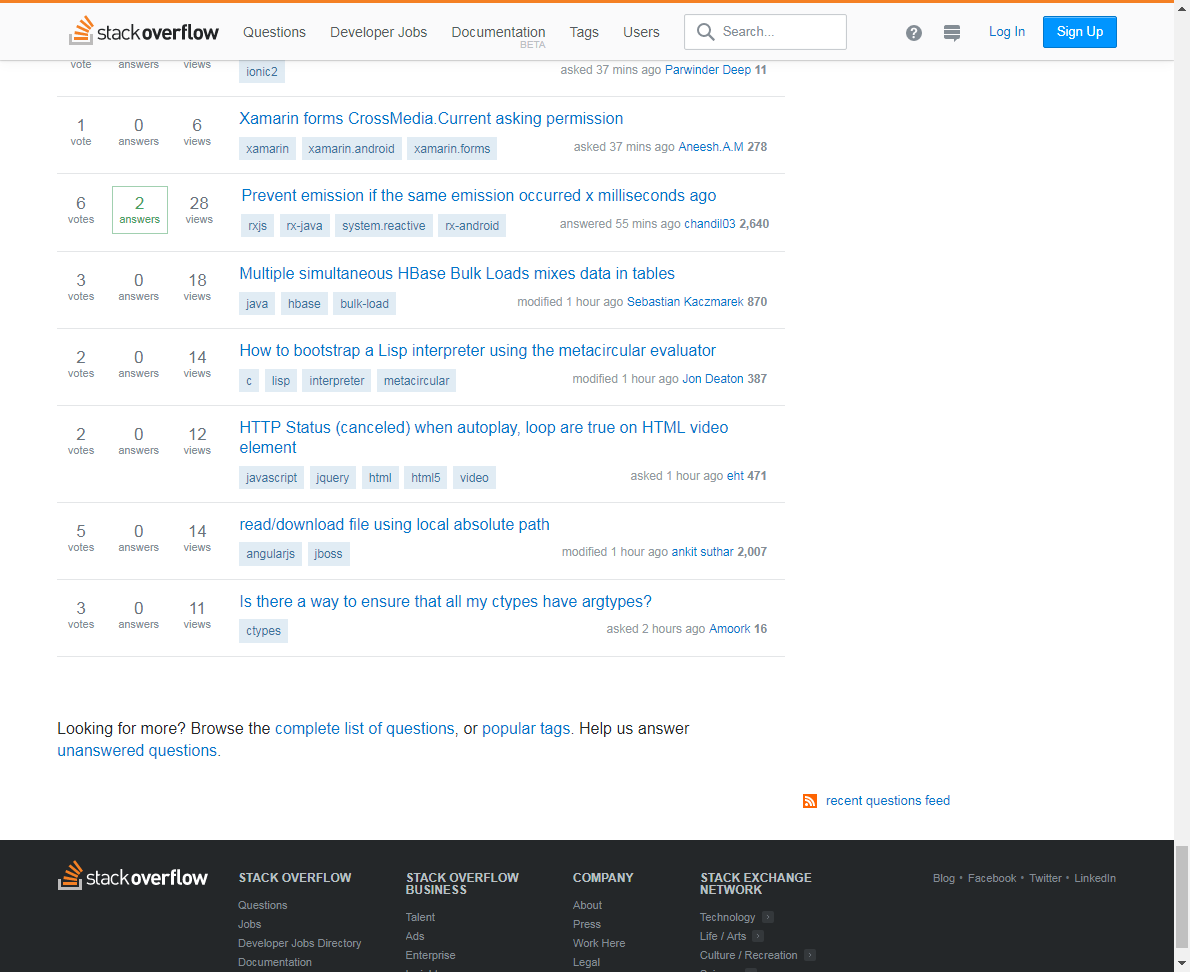 stackoverflow Questions Developer Jobs Documentation BETA Tags Users Search... Log In Sign Up
vote answers views
ionic2 asked 37 mins ago Parwinder Deep 11
Xamarin forms CrossMedia.Current asking permission
1 0 6
vote answers views
xamarin xamarin.android xamarin.forms asked 37 mins ago Aneesh.A.M 278
Prevent emission if the same emission occurred x milliseconds ago
6 2 28
votes answers views
rxjs rx-java system.reactive rx-android answered 55 mins ago chandil03 2,640
Multiple simultaneous HBase Bulk Loads mixes data in tables
3 0 18
votes answers views
java hbase bulk-load modified 1 hour ago Sebastian Kaczmarek 870
How to bootstrap a Lisp interpreter using the metacircular evaluator
2 0 14
votes answers views
c lisp interpreter metacircular modified 1 hour ago Jon Deaton 387
HTTP Status (canceled) when autoplay, loop are true on HTML video
element
2 0 12
votes answers views
javascript jquery html html5 video asked 1 hour ago eht 471
read/download file using local absolute path
5 0 14
votes answers views
angularjs jboss modified 1 hour ago ankit suthar 2,007
Is there a way to ensure that all my ctypes have argtypes?
3 0 11
votes answers views
ctypes asked 2 hours ago Amoork 16
Looking for more? Browse the complete list of questions, or popular tags. Help us answer
unanswered questions.
recent questions feed
stackoverflow
STACK OVERFLOW
Questions
Jobs
Developer Jobs Directory
Documentation
STACK OVERFLOW
BUSINESS
Talent
Ads
Enterprise
COMPANY
About
Press
Work Here
Legal
STACK EXCHANGE
NETWORK
Technology
Life / Arts
Culture / Recreation
Blog • Facebook • Twitter • LinkedIn